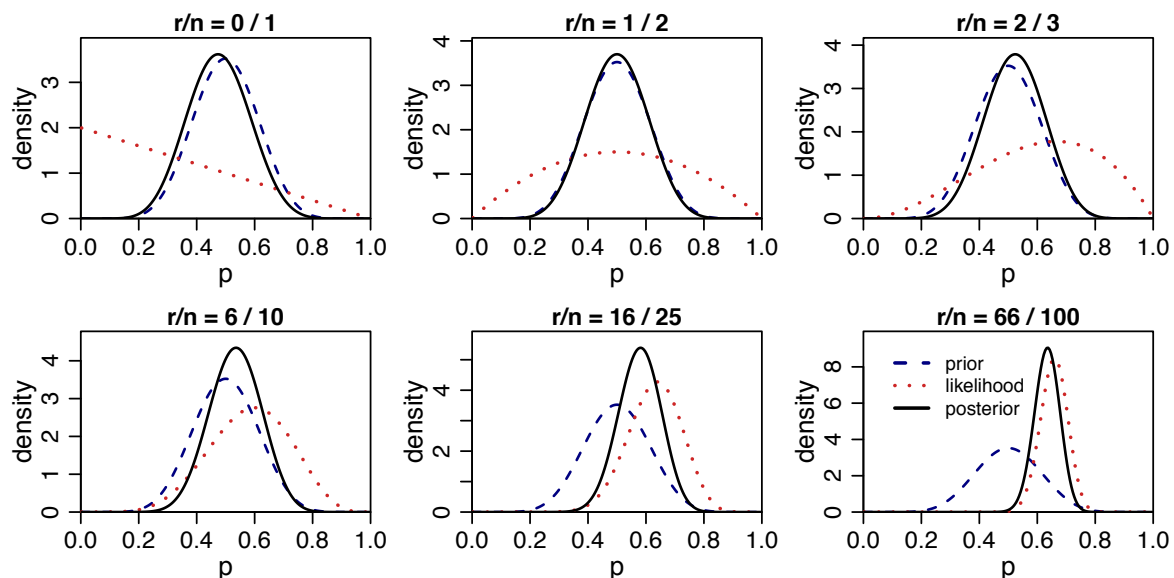 r/n = 0 / 1
density
0 1 2 3
0.0 0.2 0.4 0.6 0.8 1.0
p
r/n = 1 / 2
density
0 1 2 3 4
0.0 0.2 0.4 0.6 0.8 1.0
p
r/n = 2 / 3
density
0 1 2 3 4
0.0 0.2 0.4 0.6 0.8 1.0
p
r/n = 6 / 10
density
0 1 2 3 4
0.0 0.2 0.4 0.6 0.8 1.0
p
r/n = 16 / 25
density
0 2 4
0.0 0.2 0.4 0.6 0.8 1.0
p
r/n = 66 / 100
prior
likelihood
posterior
density
0 2 4 6 8
0.0 0.2 0.4 0.6 0.8 1.0
p